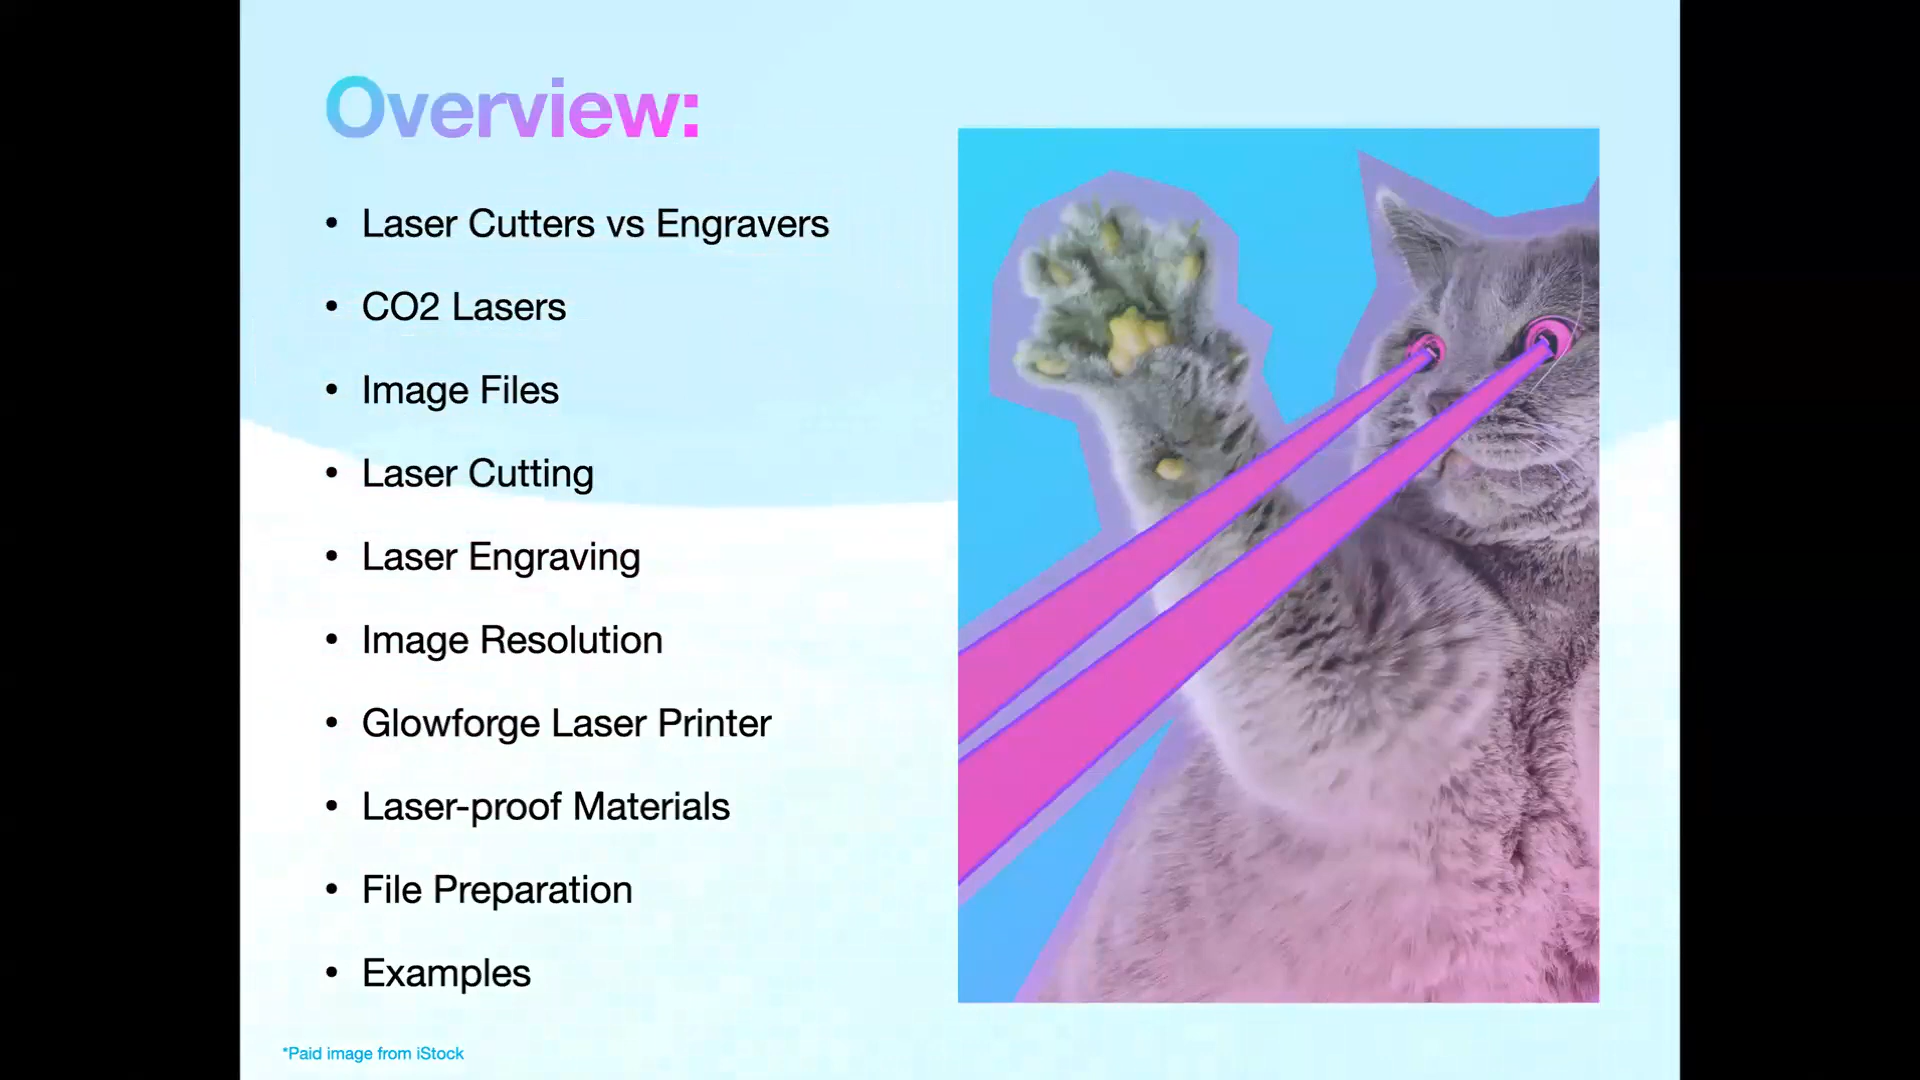 Overview:
• Laser Cutters vs Engravers
• CO2 Lasers
• Image Files
• Laser Cutting
• Laser Engraving
• Image Resolution
• Glowforge Laser Printer
• Laser-proof Materials
• File Preparation
• Examples
*Paid image from iStock